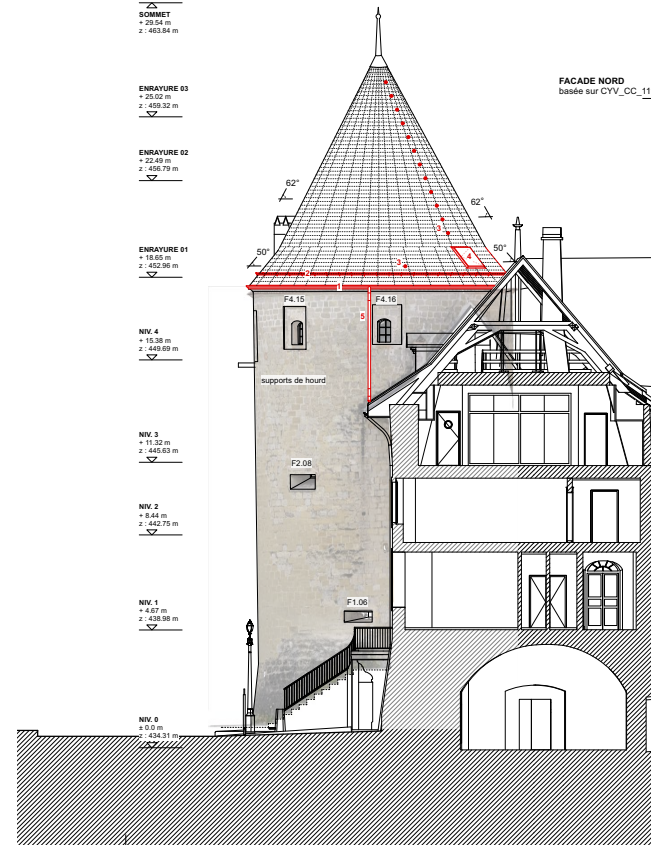 SOMMET
+ 29.54 m
z : 463.84 m
ENRAYURE 03
+ 25.02 m
z : 459.32 m
FACADE NORD
basée sur CYV_CC_11
ENRAYURE 02
+ 22.49 m
z : 456.79 m
62°
62°
3
50°
50°
4
ENRAYURE 01
+ 18.65 m
z : 452.96 m
3
2
1
F4.15
F4.16
5
NIV. 4
+ 15.38 m
z : 449.69 m
supports de hourd
NIV. 3
+ 11.32 m
z : 445.63 m
F2.08
NIV. 2
+ 8.44 m
z : 442.75 m
NIV. 1
+ 4.67 m
z : 438.98 m
F1.06
NIV. 0
± 0.0 m
z : 434.31 m